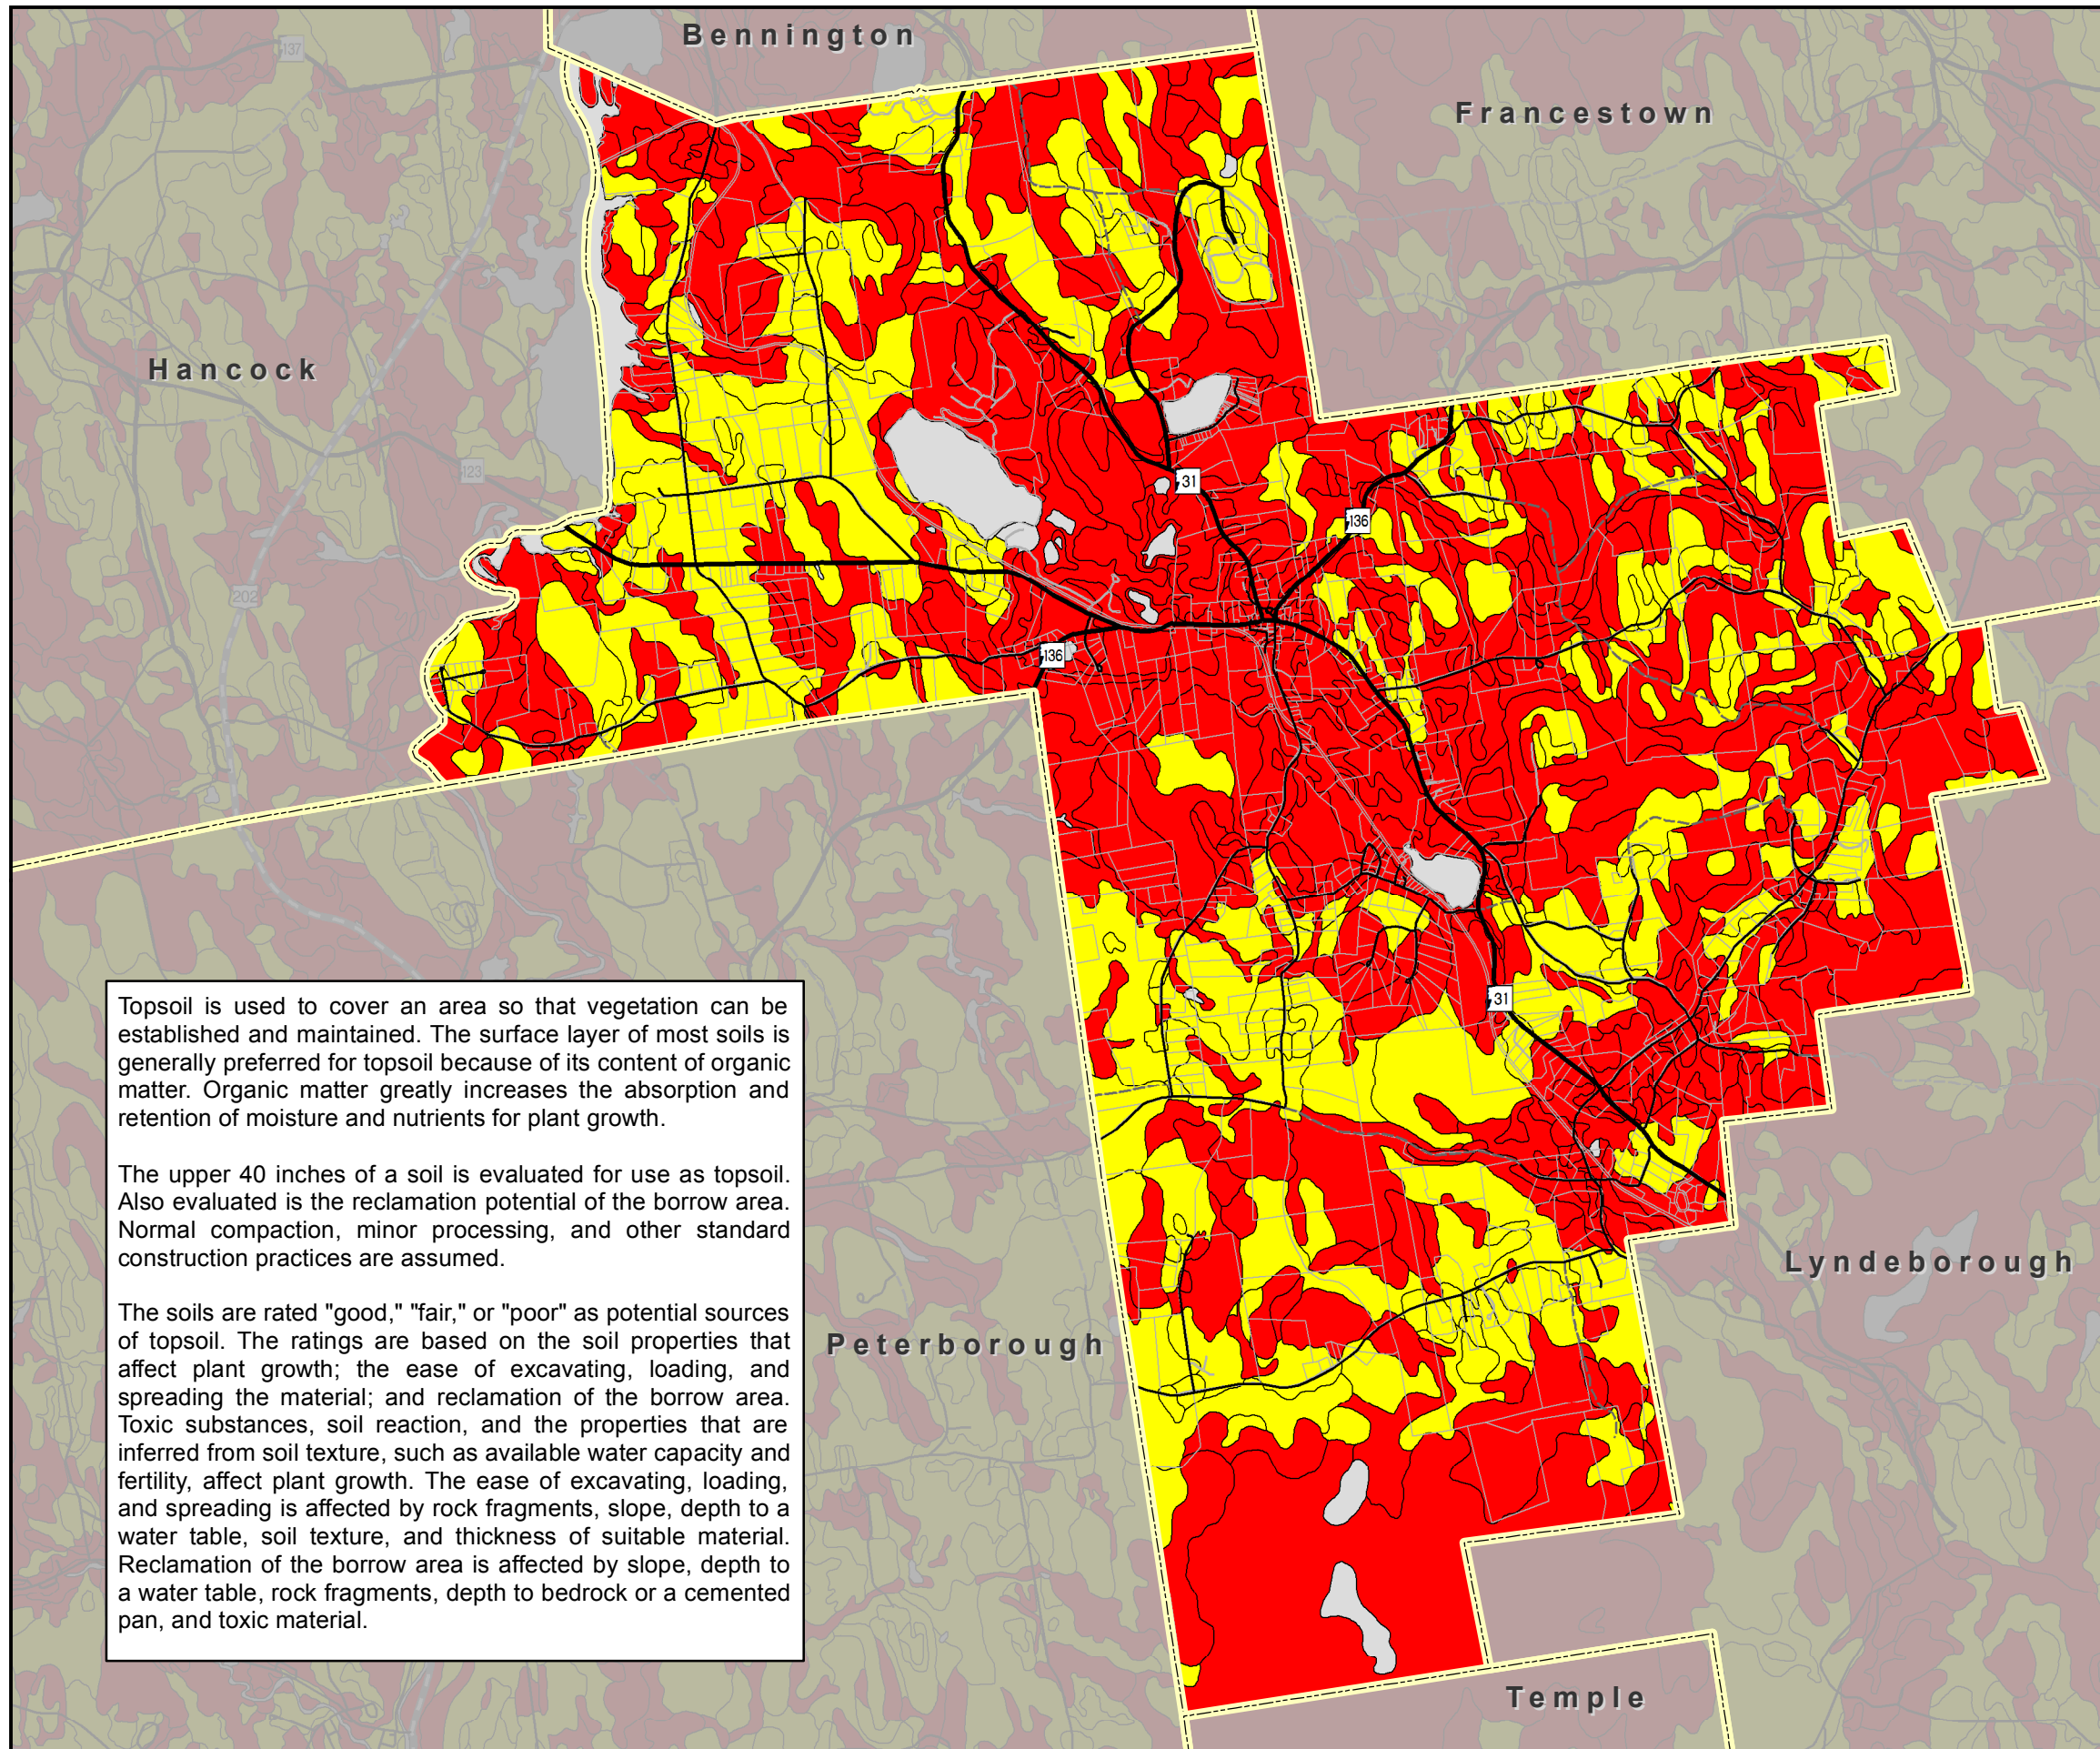 Bennington
137
Francestown
Hancock
123
31
136
202
136
Topsoil is used to cover an area so that vegetation can be
established and maintained. The surface layer of most soils is
generally preferred for topsoil because of its content of organic
matter. Organic matter greatly increases the absorption and
retention of moisture and nutrients for plant growth.
The upper 40 inches of a soil is evaluated for use as topsoil.
Also evaluated is the reclamation potential of the borrow area.
Normal compaction, minor processing, and other standard
construction practices are assumed.
The soils are rated "good," "fair," or "poor" as potential sources
of topsoil. The ratings are based on the soil properties that
affect plant growth; the ease of excavating, loading, and
spreading the material; and reclamation of the borrow area.
Toxic substances, soil reaction, and the properties that are
inferred from soil texture, such as available water capacity and
fertility, affect plant growth. The ease of excavating, loading,
and spreading is affected by rock fragments, slope, depth to a
water table, soil texture, and thickness of suitable material.
Reclamation of the borrow area is affected by slope, depth to
a water table, rock fragments, depth to bedrock or a cemented
pan, and toxic material.
31
Lyndeborough
Peterborough
Temple